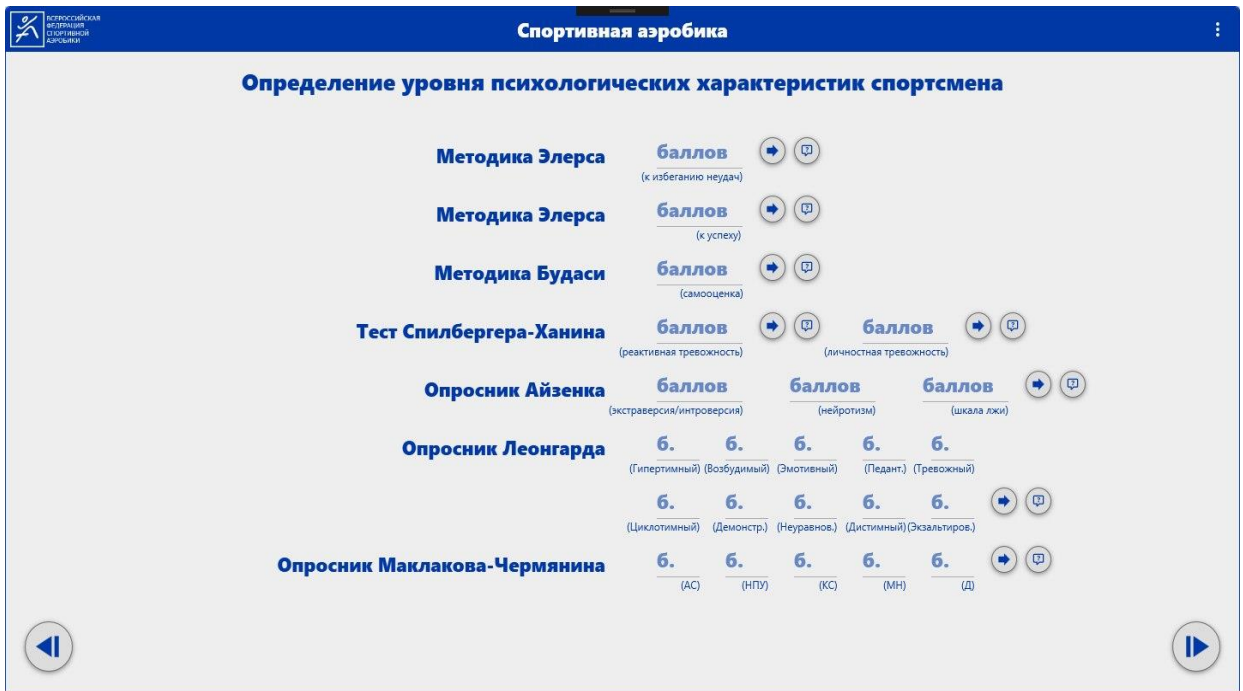 ВСЕРОССИЙСКАЯ
ФЕДЕРАЦИЯ
СПОРТИВНОЙ
АЭРОБИКИ
Спортивная аэробика
Определение уровня психологических характеристик спортсмена
Методика Элерса баллов
(к избеганию неудач)
Методика Элерса баллов
(к успеху)
Методика Будаси баллов
(самооценка)
Тест Спилбергера-Ханина баллов баллов
(реактивная тревожность) (личностная тревожность)
Опросник Айзенка баллов баллов баллов
(экстраверсия/интроверсия) (нейротизм) (шкала лжи)
Опросник Леонгарда б. б. б. б. б.
(Гипертимный) (Возбудимый) (Эмотивный) (Педант.) (Тревожный)
б. б. б. б. б.
(Циклотимный) (Демонстр.) (Неуравнов.) (Дистимный) (Экзальтиров.)
Опросник Маклакова-Чермянина б. б. б. б. б.
(АС) (НПУ) (КС) (МН) (Д)